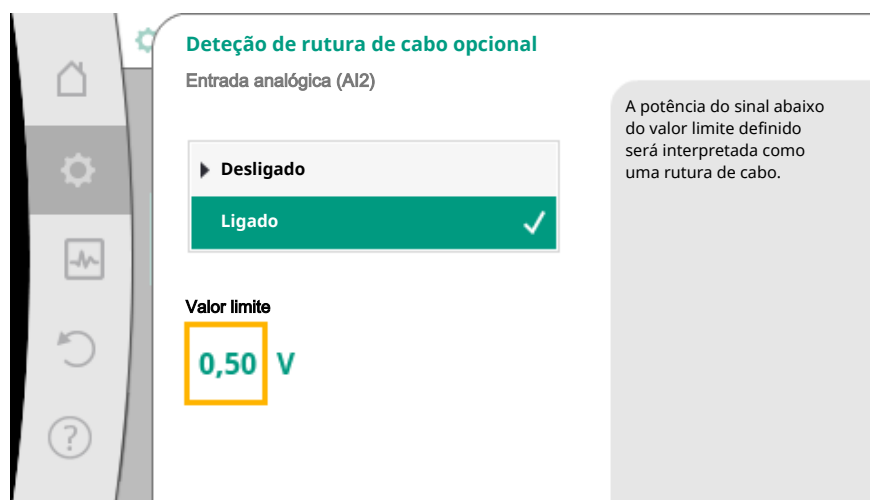 Deteção de rutura de cabo opcional
Entrada analógica (AI2)
Desligado
Ligado
Valor limite
0,50 V
A potência do sinal abaixo
do valor limite definido
será interpretada como
uma rutura de cabo.
?